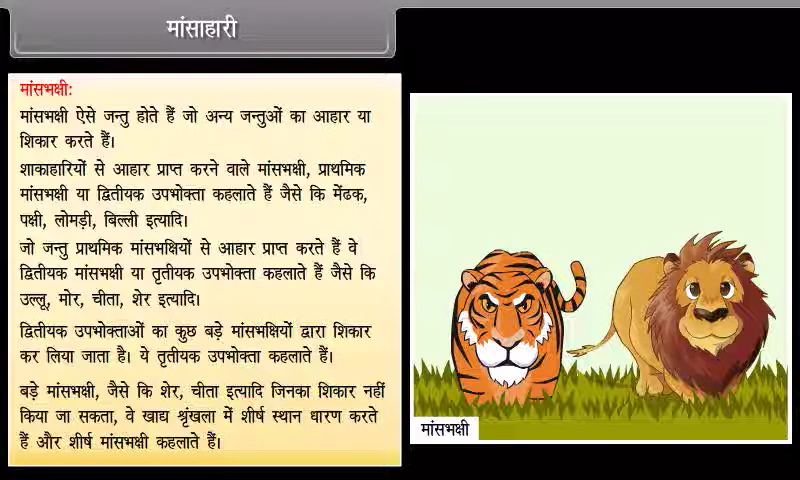 मांसाहारी
मांसभक्षी:
मांसभक्षी ऐसे जन्तु होते हैं जो अन्य जन्तुओं का आहार या
शिकार करते हैं।
शाकाहारियों से आहार प्राप्त करने वाले मांसभक्षी, प्राथमिक
मांसभक्षी या द्वितीयक उपभोक्ता कहलाते हैं जैसे कि मेंढक,
पक्षी, लोमड़ी, बिल्ली इत्यादि।
जो जन्तु प्राथमिक मांसभक्षियों से आहार प्राप्त करते हैं वे
द्वितीयक मांसभक्षी या तृतीयक उपभोक्ता कहलाते हैं जैसे कि
उल्लू, मोर, चीता, शेर इत्यादि।
द्वितीयक उपभोक्ताओं का कुछ बड़े मांसभक्षियों द्वारा शिकार
कर लिया जाता है। ये तृतीयक उपभोक्ता कहलाते हैं।
बड़े मांसभक्षी, जैसे कि शेर, चीता इत्यादि जिनका शिकार नहीं
किया जा सकता, वे खाद्य श्रृंखला में शीर्ष स्थान धारण करते
हैं और शीर्ष मांसभक्षी कहलाते हैं।
मांसभक्षी